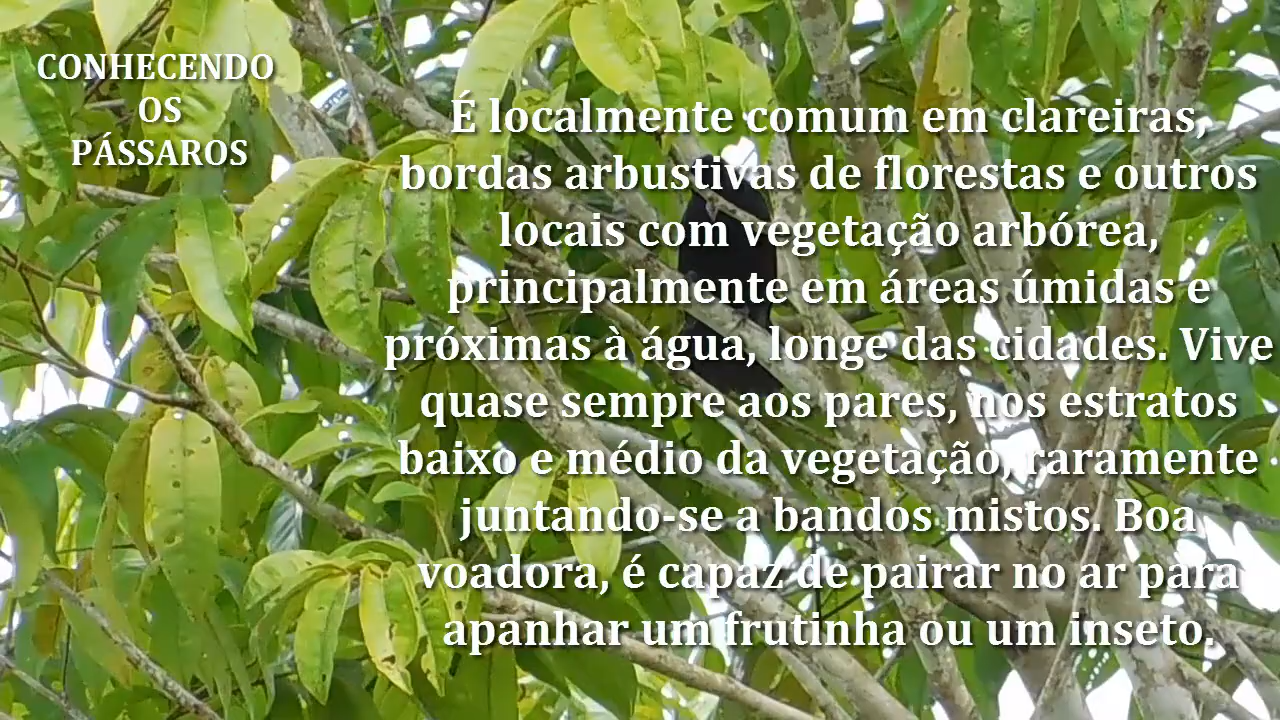 CONHECENDO
OS
PÁSSAROS
É localmente comum em clareiras,
bordas arbustivas de florestas e outros
locais com vegetação arbórea,
principalmente em áreas úmidas e
próximas à água, longe das cidades. Vive
quase sempre aos pares, nos estratos
baixo e médio da vegetação, raramente
juntando-se a bandos mistos. Boa
voadora, é capaz de pairar no ar para
apanhar um frutinha ou um inseto.